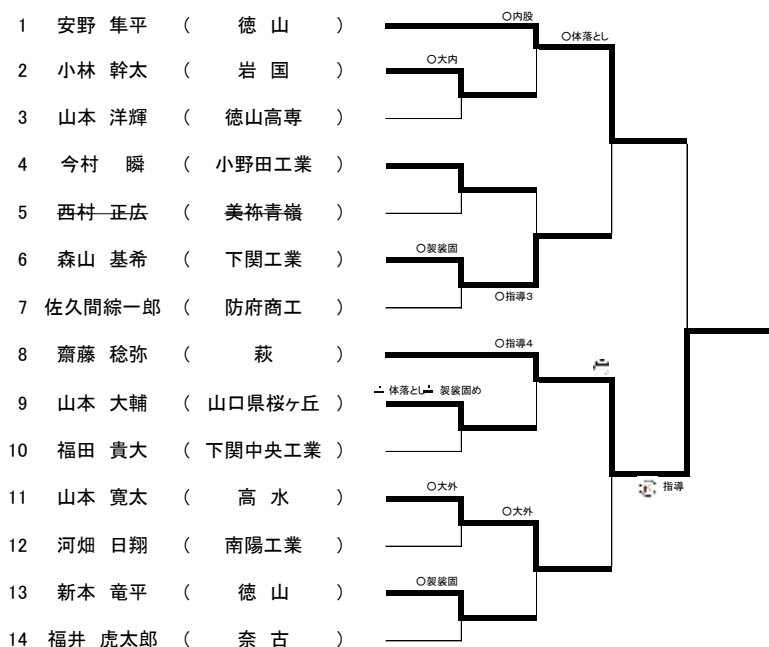 1 安野 隼平 ( 徳 山 ) ○内股
○体落とし
2 小林 幹太 ( 岩 国 ) ○大内
3 山本 洋輝 ( 徳山高専 )
4 今村 瞬 ( 小野田工業 )
5 西村 正広 ( 美祢青嶺 )
6 森山 基希 ( 下関工業 ) ○袈裟固
7 佐久間綜一郎 ( 防府商工 ) ○指導3
8 齋藤 稔弥 ( 萩 ) ○指導4
体落とし 袈裟固め
9 山本 大輔 ( 山口県桜ヶ丘 )
10 福田 貴大 ( 下関中央工業 )
11 山本 寛太 ( 高 水 ) ○大外 指導
12 河畑 日翔 ( 南陽工業 ) ○大外
13 新本 竜平 ( 徳 山 ) ○袈裟固
14 福井 虎太郎 ( 奈 古 )